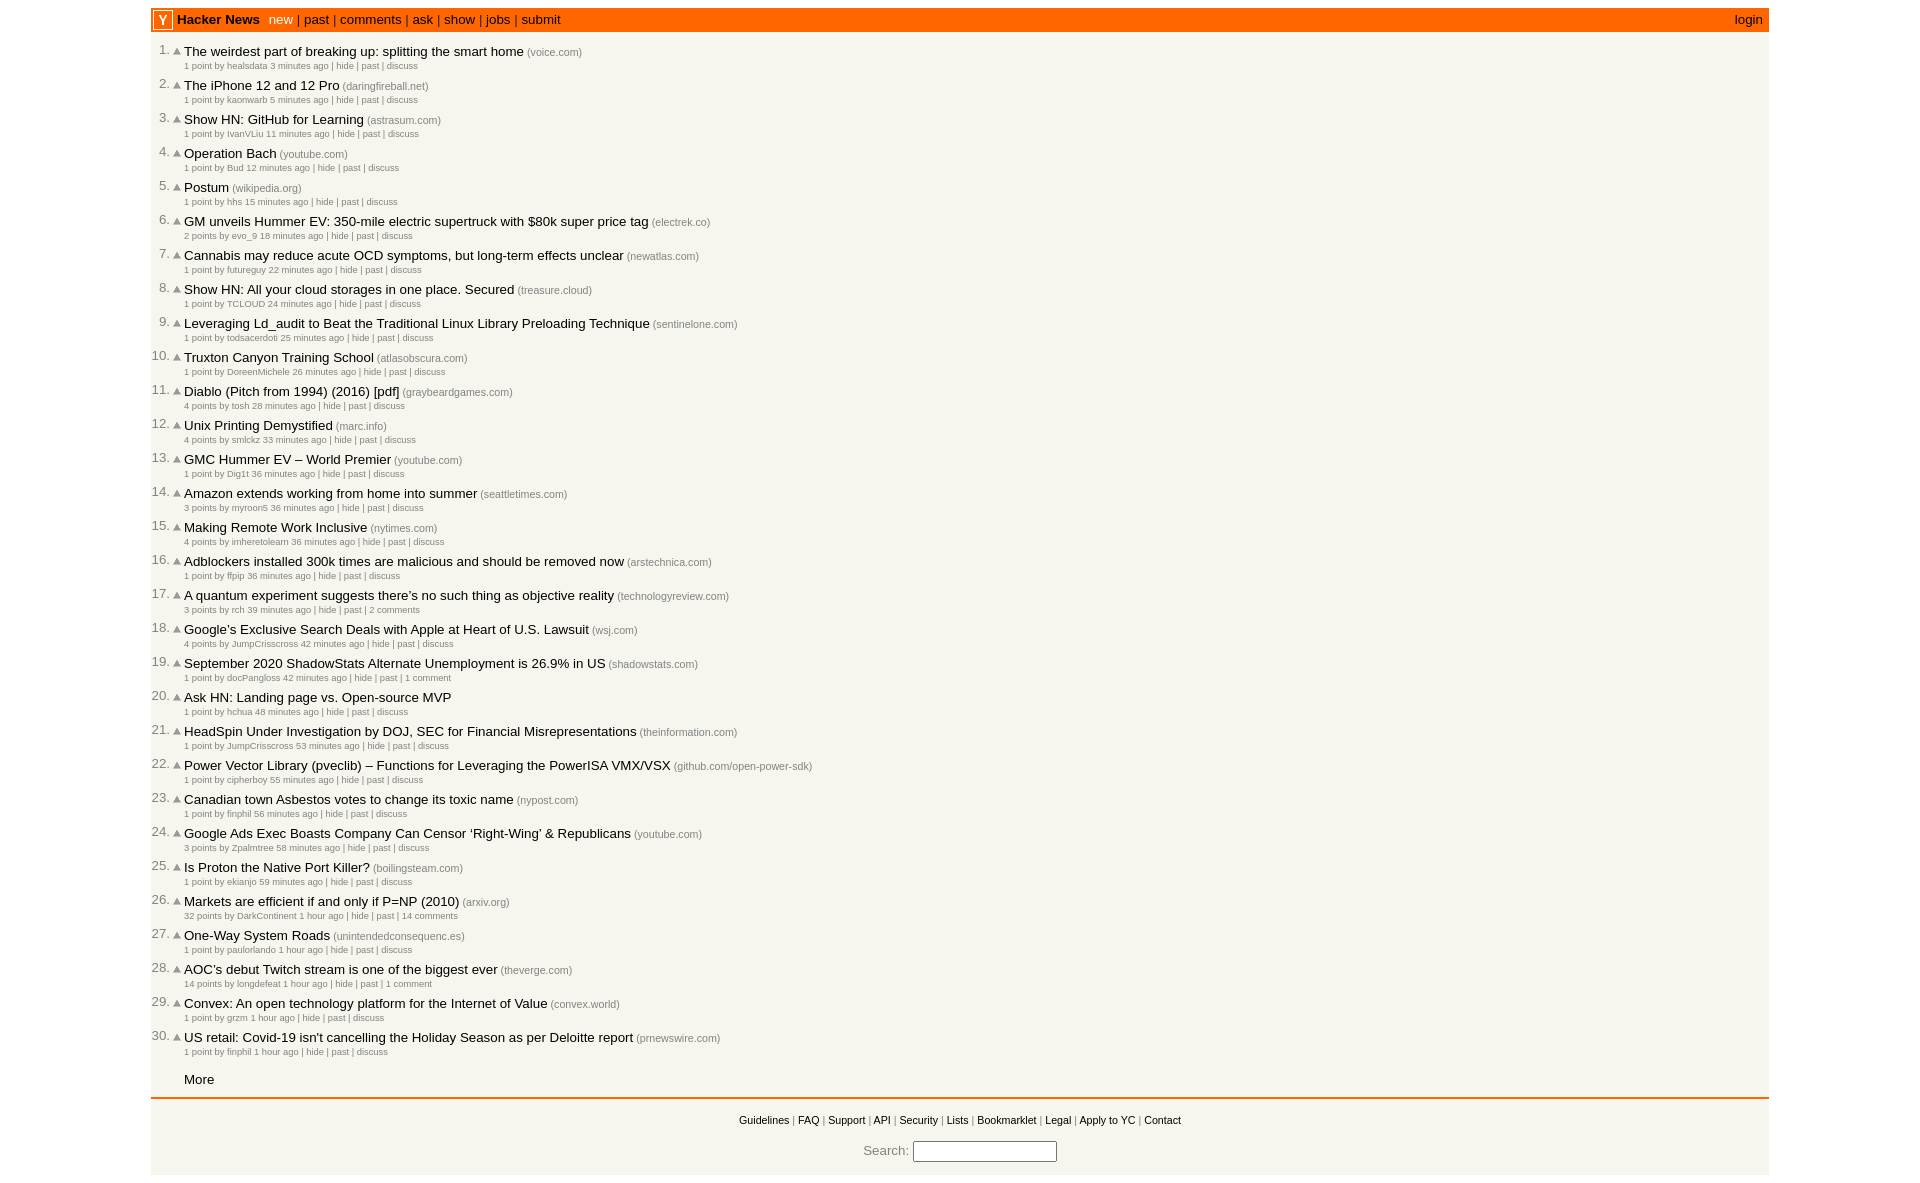 Y Hacker News new | past | comments | ask | show | jobs | submit login
1. The weirdest part of breaking up: splitting the smart home (voice.com)
1 point by healsdata 3 minutes ago | hide | past | discuss
2. The iPhone 12 and 12 Pro (daringfireball.net)
1 point by kaonwarb 5 minutes ago | hide | past | discuss
3. Show HN: GitHub for Learning (astrasum.com)
1 point by IvanVLiu 11 minutes ago | hide | past | discuss
4. Operation Bach (youtube.com)
1 point by Bud 12 minutes ago | hide | past | discuss
5. Postum (wikipedia.org)
1 point by hhs 15 minutes ago | hide | past | discuss
6. GM unveils Hummer EV: 350-mile electric supertruck with $80k super price tag (electrek.co)
2 points by evo_9 18 minutes ago | hide | past | discuss
7. Cannabis may reduce acute OCD symptoms, but long-term effects unclear (newatlas.com)
1 point by futureguy 22 minutes ago | hide | past | discuss
8. Show HN: All your cloud storages in one place. Secured (treasure.cloud)
1 point by TCLOUD 24 minutes ago | hide | past | discuss
9. Leveraging Ld_audit to Beat the Traditional Linux Library Preloading Technique (sentinelone.com)
1 point by todsacerdoti 25 minutes ago | hide | past | discuss
10. Truxton Canyon Training School (atlasobscura.com)
1 point by DoreenMichele 26 minutes ago | hide | past | discuss
11. Diablo (Pitch from 1994) (2016) [pdf] (graybeardgames.com)
4 points by tosh 28 minutes ago | hide | past | discuss
12. Unix Printing Demystified (marc.info)
4 points by smlckz 33 minutes ago | hide | past | discuss
13. GMC Hummer EV – World Premier (youtube.com)
1 point by Dig1t 36 minutes ago | hide | past | discuss
14. Amazon extends working from home into summer (seattletimes.com)
3 points by myroon5 36 minutes ago | hide | past | discuss
15. Making Remote Work Inclusive (nytimes.com)
4 points by imheretolearn 36 minutes ago | hide | past | discuss
16. Adblockers installed 300k times are malicious and should be removed now (arstechnica.com)
1 point by ffpip 36 minutes ago | hide | past | discuss
17. A quantum experiment suggests there’s no such thing as objective reality (technologyreview.com)
3 points by rch 39 minutes ago | hide | past | 2 comments
18. Google’s Exclusive Search Deals with Apple at Heart of U.S. Lawsuit (wsj.com)
4 points by JumpCrisscross 42 minutes ago | hide | past | discuss
19. September 2020 ShadowStats Alternate Unemployment is 26.9% in US (shadowstats.com)
1 point by docPangloss 42 minutes ago | hide | past | 1 comment
20. Ask HN: Landing page vs. Open-source MVP
1 point by hchua 48 minutes ago | hide | past | discuss
21. HeadSpin Under Investigation by DOJ, SEC for Financial Misrepresentations (theinformation.com)
1 point by JumpCrisscross 53 minutes ago | hide | past | discuss
22. Power Vector Library (pveclib) – Functions for Leveraging the PowerISA VMX/VSX (github.com/open-power-sdk)
1 point by cipherboy 55 minutes ago | hide | past | discuss
23. Canadian town Asbestos votes to change its toxic name (nypost.com)
1 point by finphil 56 minutes ago | hide | past | discuss
24. Google Ads Exec Boasts Company Can Censor ‘Right-Wing’ & Republicans (youtube.com)
3 points by Zpalmtree 58 minutes ago | hide | past | discuss
25. Is Proton the Native Port Killer? (boilingsteam.com)
1 point by ekianjo 59 minutes ago | hide | past | discuss
26. Markets are efficient if and only if P=NP (2010) (arxiv.org)
32 points by DarkContinent 1 hour ago | hide | past | 14 comments
27. One-Way System Roads (unintendedconsequenc.es)
1 point by paulorlando 1 hour ago | hide | past | discuss
28. AOC’s debut Twitch stream is one of the biggest ever (theverge.com)
14 points by longdefeat 1 hour ago | hide | past | 1 comment
29. Convex: An open technology platform for the Internet of Value (convex.world)
1 point by grzm 1 hour ago | hide | past | discuss
30. US retail: Covid-19 isn't cancelling the Holiday Season as per Deloitte report (prnewswire.com)
1 point by finphil 1 hour ago | hide | past | discuss
More
Guidelines | FAQ | Support | API | Security | Lists | Bookmarklet | Legal | Apply to YC | Contact
Search: